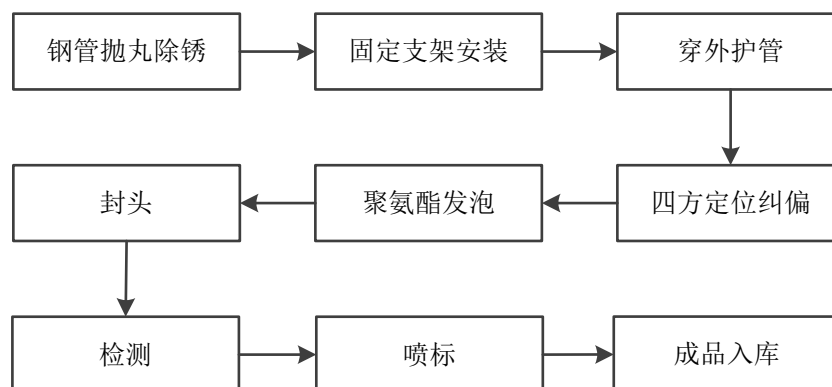 钢管抛丸除锈
固定支架安装
穿外护管
四方定位纠偏
聚氨酯发泡
封头
检测
喷标
成品入库